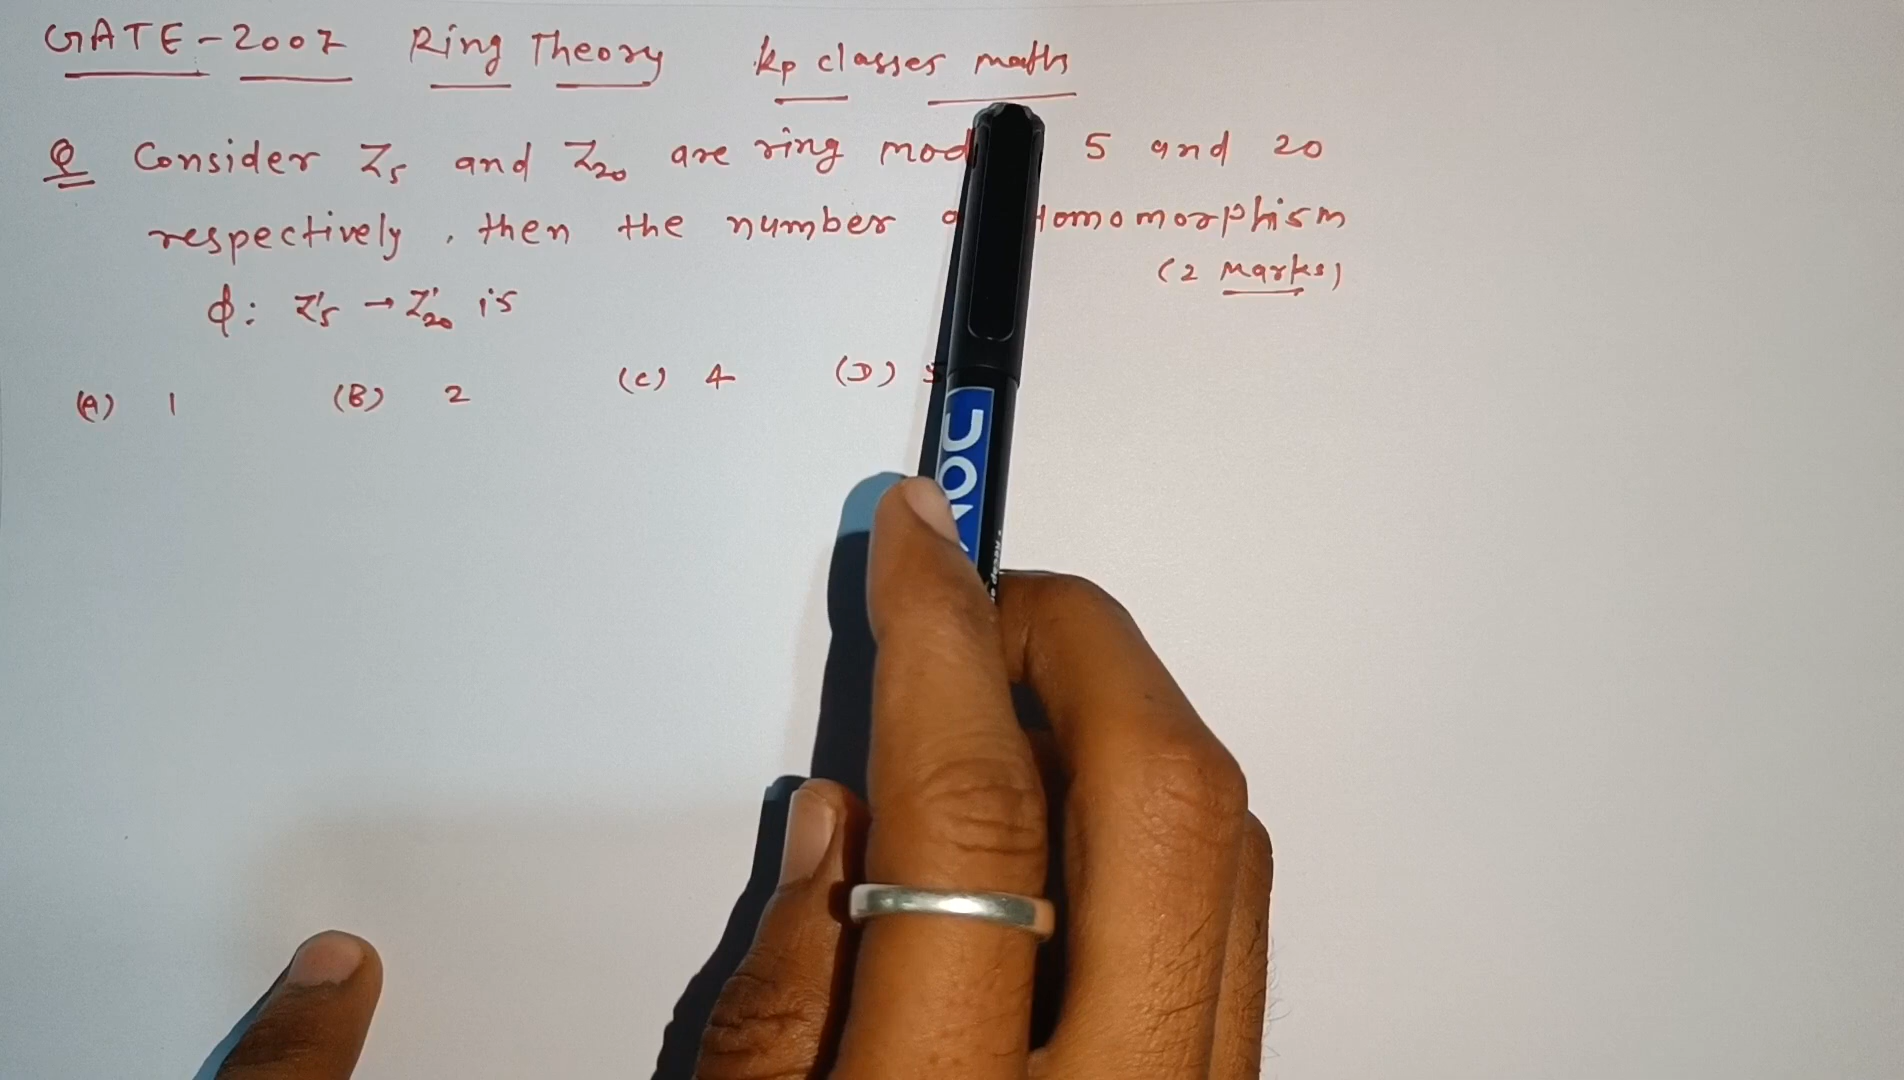 GATE-2007 Ring Theory kp classes maths
Q Consider Z₅ and Z₂₀ are ring mod 5 and 20
respectively, then the number Homomorphism
(2 Marks)
ϕ: Z₅ → Z₂₀ is
(A) 1 (B) 2 (C) 4 (D) 5